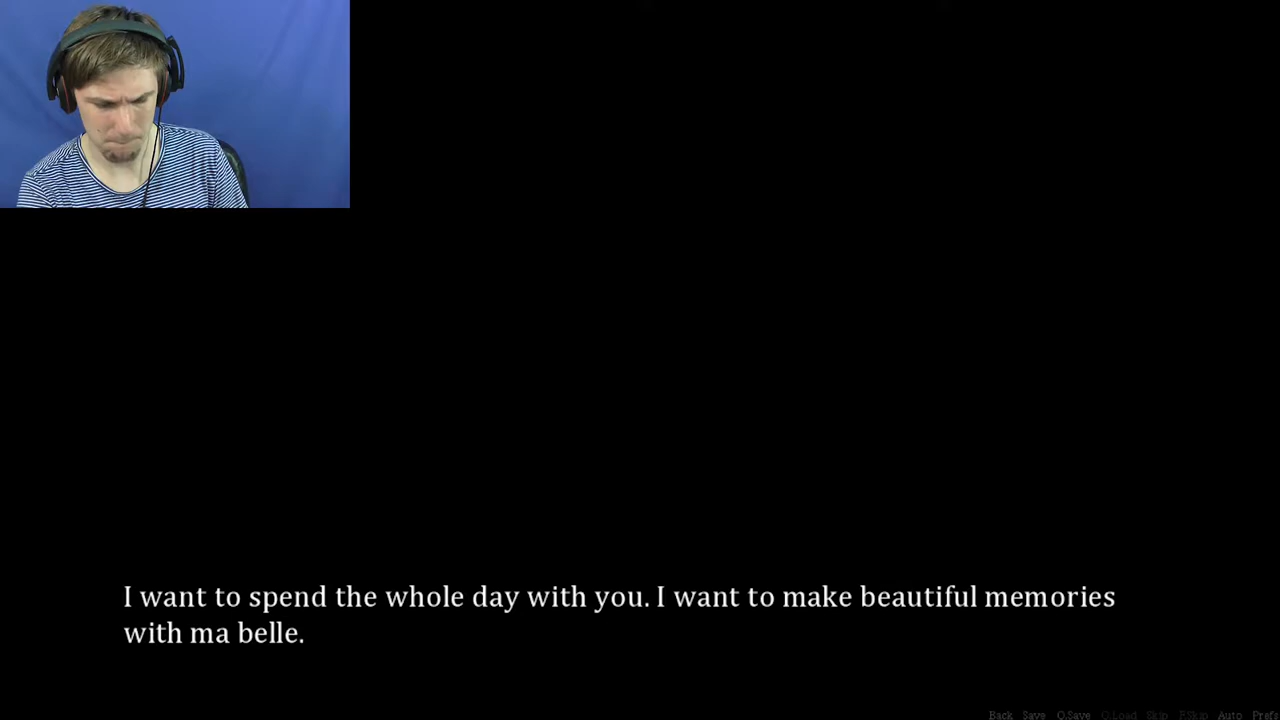 I want to spend the whole day with you. I want to make beautiful memories
with ma belle.
Back Save Q.Save Q.Load Skip F.Skip Auto Prefs